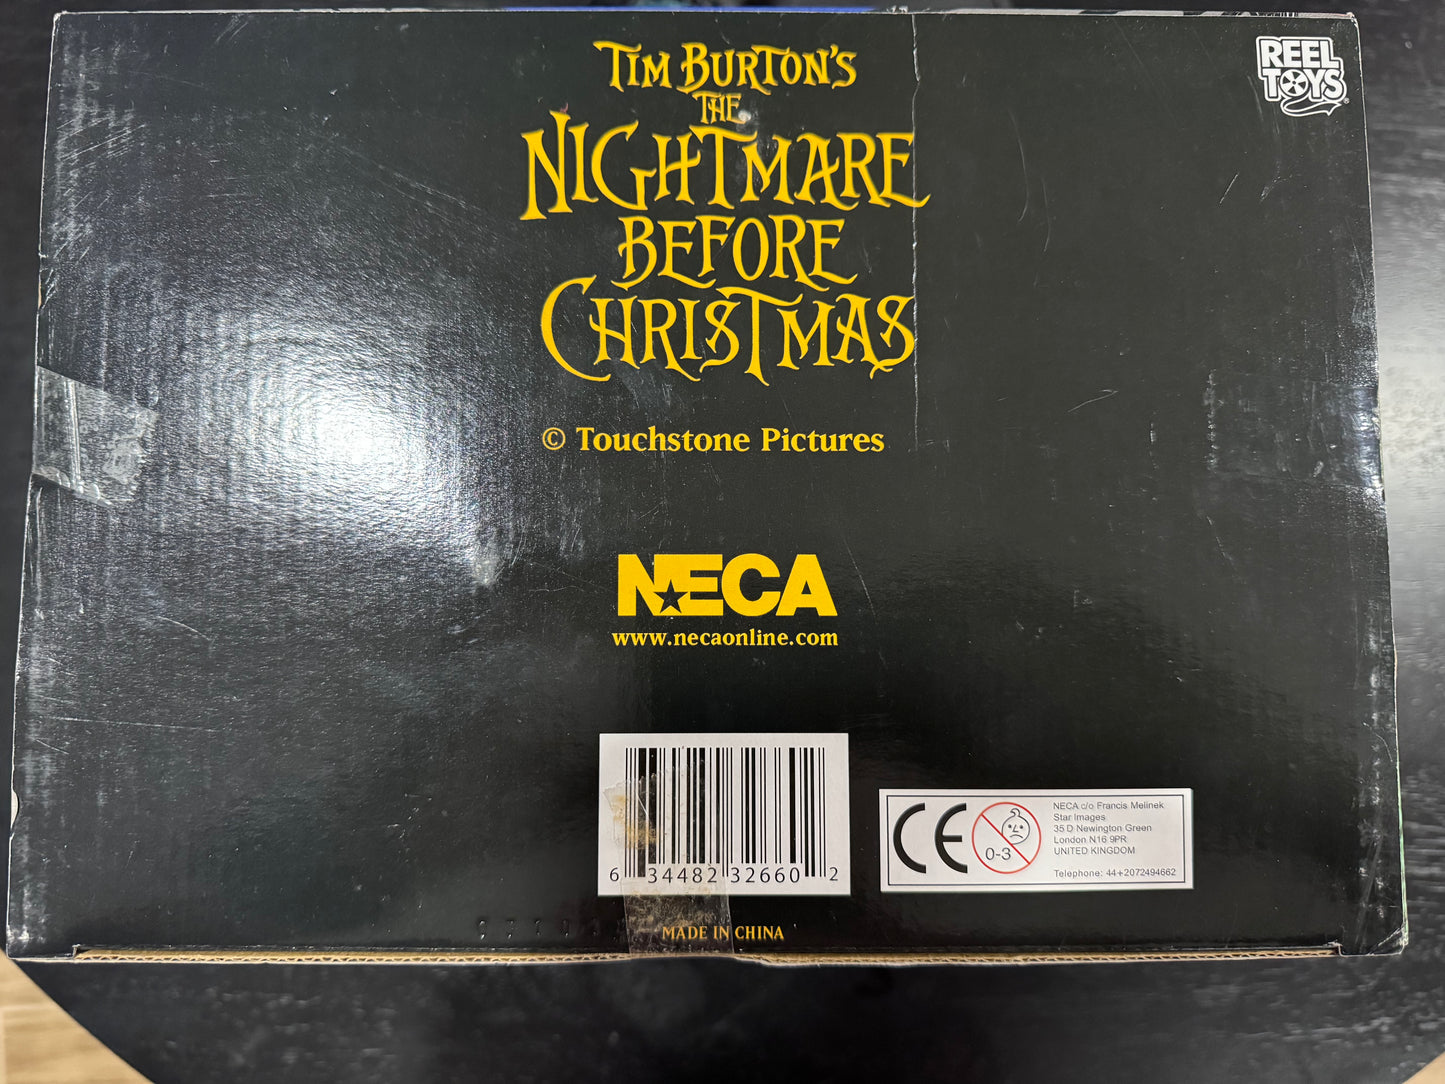 TIM BURTON'S
THE
NIGHTMARE
BEFORE
CHRISTMAS
REEL
TOYS®
© Touchstone Pictures
NECA
www.necaonline.com
6 34482 32660 2
CE
0-3
NECA c/o Francis Melinek
Star Images
35 D Newington Green
London N16 9PR
UNITED KINGDOM
Telephone: 44+2072494662
MADE IN CHINA